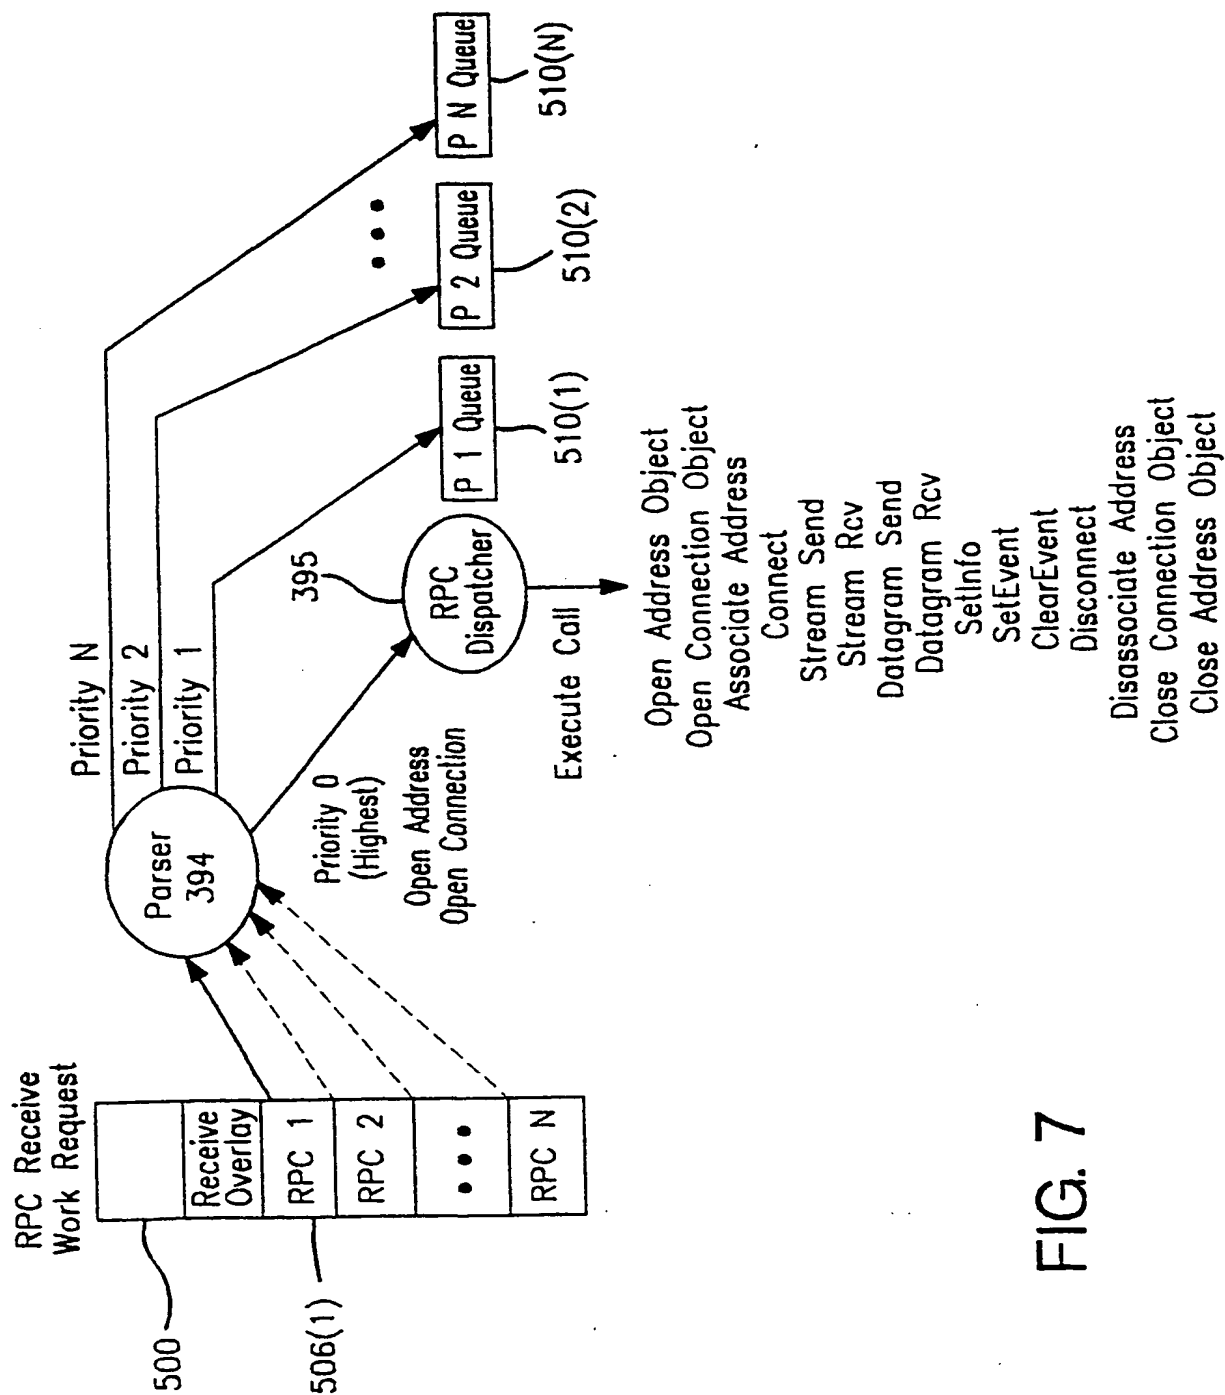 RPC Receive
Work Request
500
Receive
Overlay
RPC 1
506(1)
RPC 2
RPC N
Parser
394
Priority N
Priority 2
Priority 1
Priority 0
(Highest)
Open Address
Open Connection
395
RPC
Dispatcher
P 1 Queue
510(1)
P 2 Queue
510(2)
P N Queue
510(N)
Execute Call
Open Address Object
Open Connection Object
Associate Address
Connect
Stream Send
Stream Rcv
Datagram Send
Datagram Rcv
SetInfo
SetEvent
ClearEvent
Disconnect
Disassociate Address
Close Connection Object
Close Address Object
FIG. 7